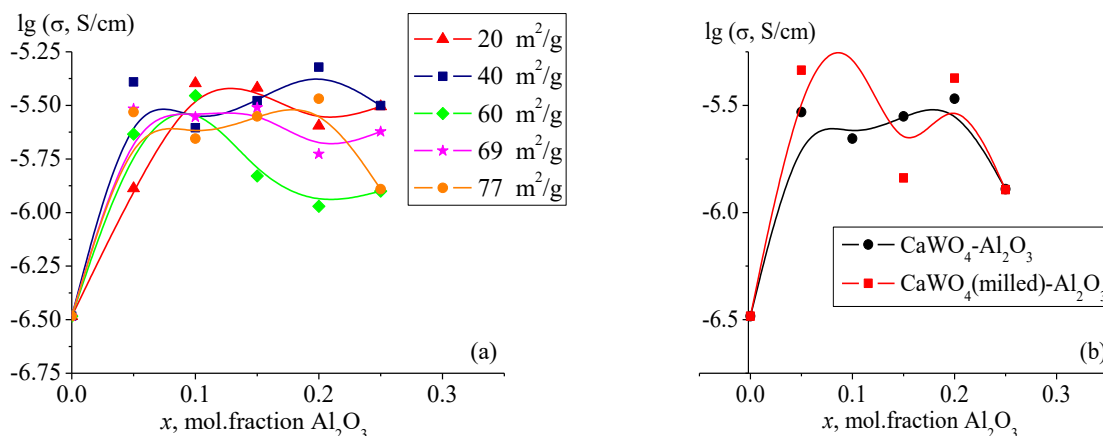 lg (σ, S/cm)
-5.25
-5.50
-5.75
-6.00
-6.25
-6.50
-6.75
0.0
0.1
0.2
0.3
x, mol.fraction Al₂O₃
20 m²/g
40 m²/g
60 m²/g
69 m²/g
77 m²/g
(a)
lg (σ, S/cm)
-5.5
-6.0
-6.5
0.0
0.1
0.2
0.3
x, mol.fraction Al₂O₃
CaWO₄-Al₂O₃
CaWO₄(milled)-Al₂O₃
(b)